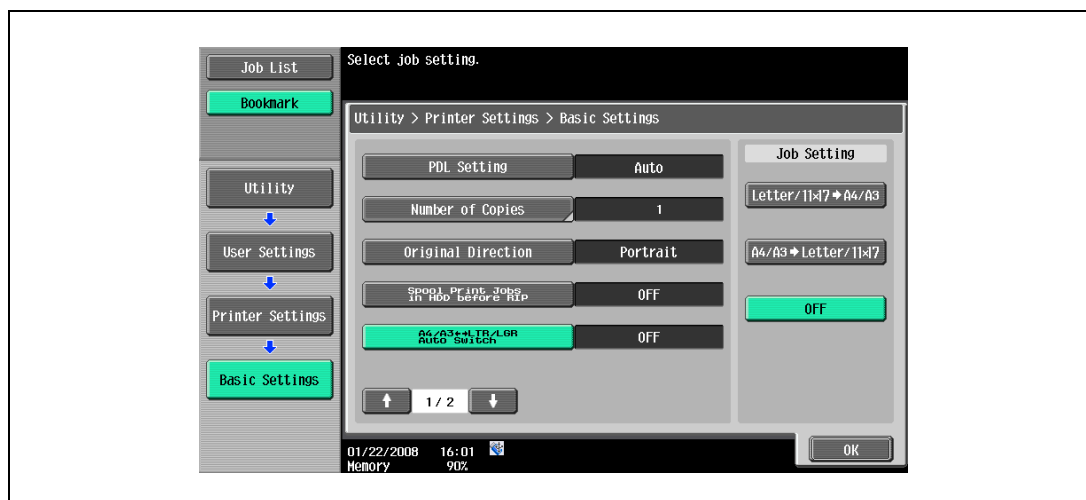 Job List
Bookmark
Utility
User Settings
Printer Settings
Basic Settings
Select job setting.
Utility > Printer Settings > Basic Settings
PDL Setting
Auto
Number of Copies
1
Original Direction
Portrait
Spool Print Jobs
in HDD before RIP
OFF
A4/A3↔LTR/LGR
Auto Switch
OFF
↑ 1/ 2 ↓
Job Setting
Letter/11x17➔A4/A3
A4/A3➔Letter/11x17
OFF
OK
01/22/2008 16:01
Memory 90%